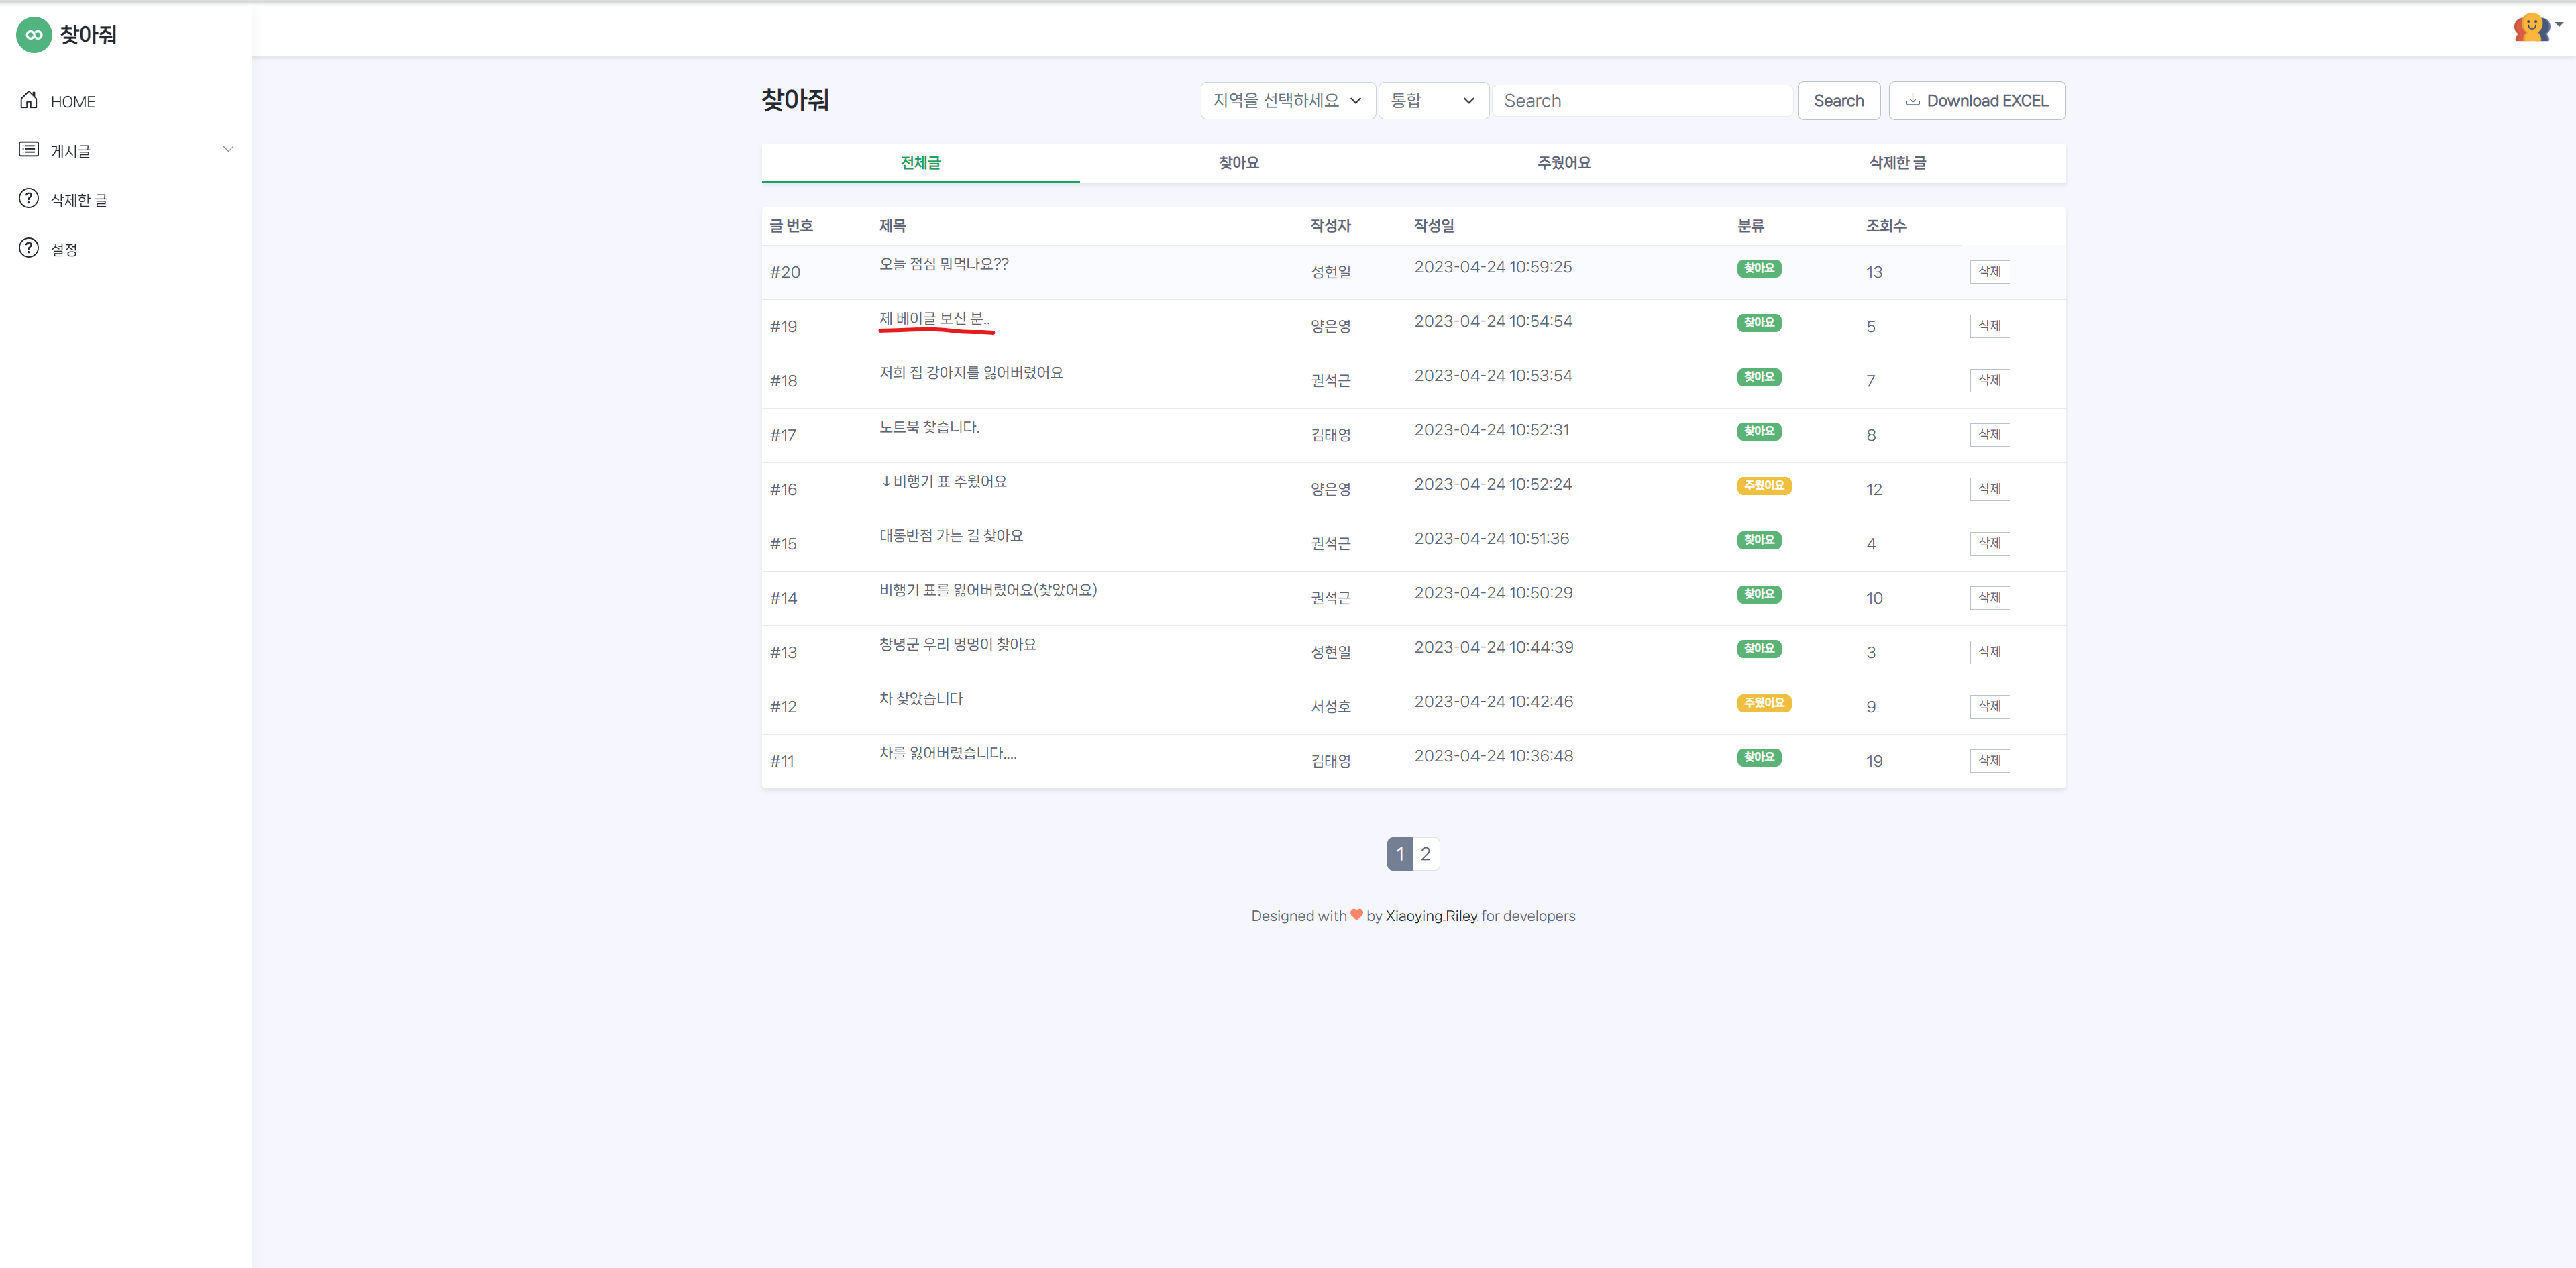 찾아줘
HOME
게시글
삭제한 글
설정
찾아줘 지역을 선택하세요 통합 Search Search Download EXCEL
전체글 찾아요 주웠어요 삭제한 글
글 번호 제목 작성자 작성일 분류 조회수
#20 오늘 점심 뭐먹나요?? 성현일 2023-04-24 10:59:25 찾아요 13 삭제
#19 제 베이글 보신 분.. 양은영 2023-04-24 10:54:54 찾아요 5 삭제
#18 저희 집 강아지를 잃어버렸어요 권석근 2023-04-24 10:53:54 찾아요 7 삭제
#17 노트북 찾습니다. 김태영 2023-04-24 10:52:31 찾아요 8 삭제
#16 ↓비행기 표 주웠어요 양은영 2023-04-24 10:52:24 주웠어요 12 삭제
#15 대동반점 가는 길 찾아요 권석근 2023-04-24 10:51:36 찾아요 4 삭제
#14 비행기 표를 잃어버렸어요(찾았어요) 권석근 2023-04-24 10:50:29 찾아요 10 삭제
#13 창녕군 우리 멍멍이 찾아요 성현일 2023-04-24 10:44:39 찾아요 3 삭제
#12 차 찾았습니다 서성호 2023-04-24 10:42:46 주웠어요 9 삭제
#11 차를 잃어버렸습니다.... 김태영 2023-04-24 10:36:48 찾아요 19 삭제
1 2
Designed with ♥ by Xiaoying Riley for developers